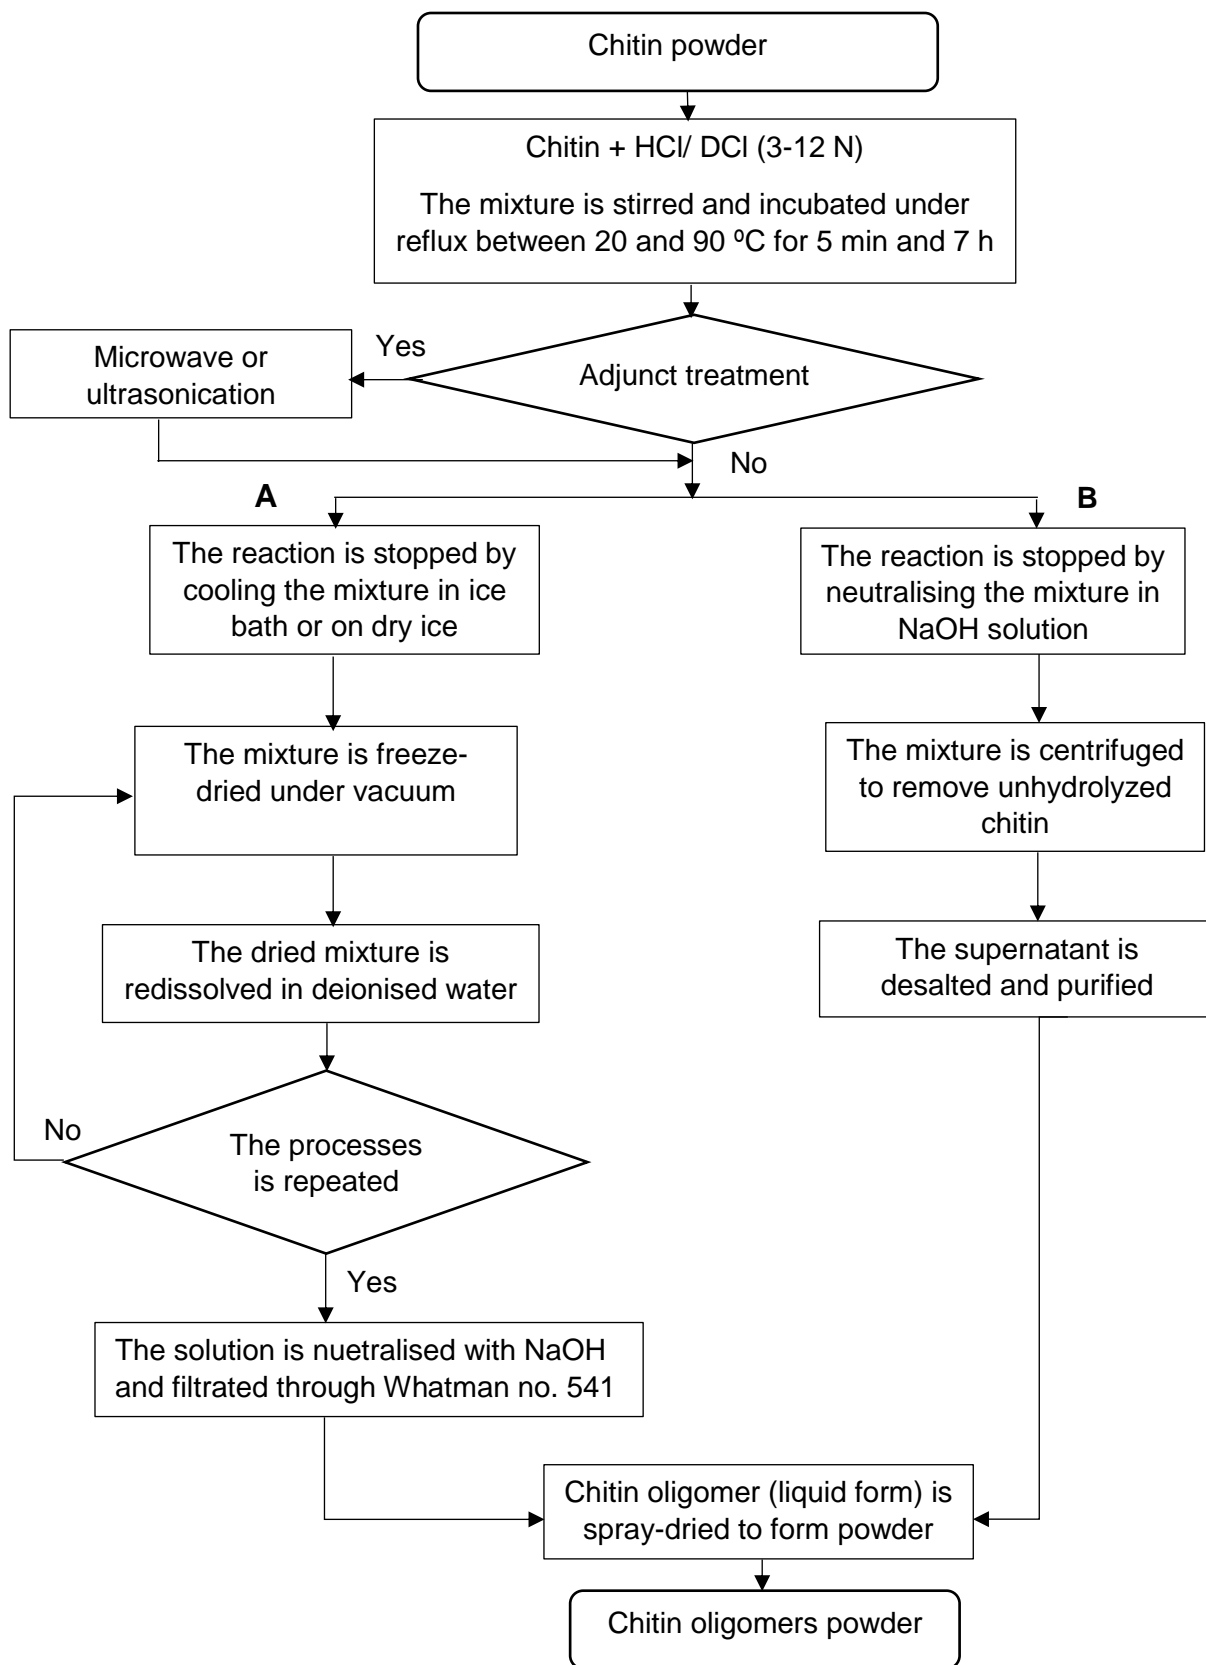 Chitin powder
Chitin + HCl/ DCl (3-12 N)
The mixture is stirred and incubated under
reflux between 20 and 90 ⁰C for 5 min and 7 h
Adjunct treatment
Yes
Microwave or
ultrasonication
No
A
B
The reaction is stopped by
cooling the mixture in ice
bath or on dry ice
The mixture is freeze-
dried under vacuum
The dried mixture is
redissolved in deionised water
No
The processes
is repeated
Yes
The solution is nuetralised with NaOH
and filtrated through Whatman no. 541
The reaction is stopped by
neutralising the mixture in
NaOH solution
The mixture is centrifuged
to remove unhydrolyzed
chitin
The supernatant is
desalted and purified
Chitin oligomer (liquid form) is
spray-dried to form powder
Chitin oligomers powder